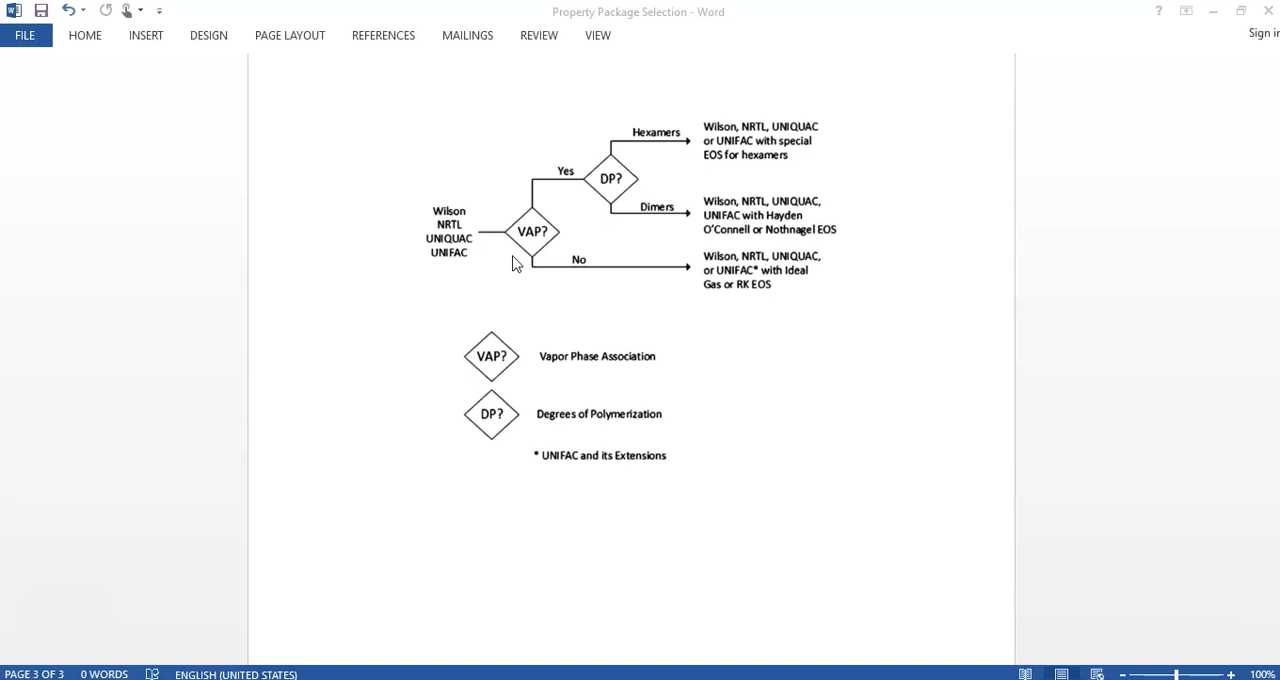 Property Package Selection - Word
?
FILE HOME INSERT DESIGN PAGE LAYOUT REFERENCES MAILINGS REVIEW VIEW
Sign in
Hexamers
Wilson, NRTL, UNIQUAC
or UNIFAC with special
EOS for hexamers
Yes
DP?
Dimers
Wilson, NRTL, UNIQUAC,
UNIFAC with Hayden
O'Connell or Nothnagel EOS
Wilson
NRTL
UNIQUAC
UNIFAC
VAP?
No
Wilson, NRTL, UNIQUAC,
or UNIFAC* with Ideal
Gas or RK EOS
VAP? Vapor Phase Association
DP? Degrees of Polymerization
* UNIFAC and its Extensions
PAGE 3 OF 3 0 WORDS ENGLISH (UNITED STATES) 100%